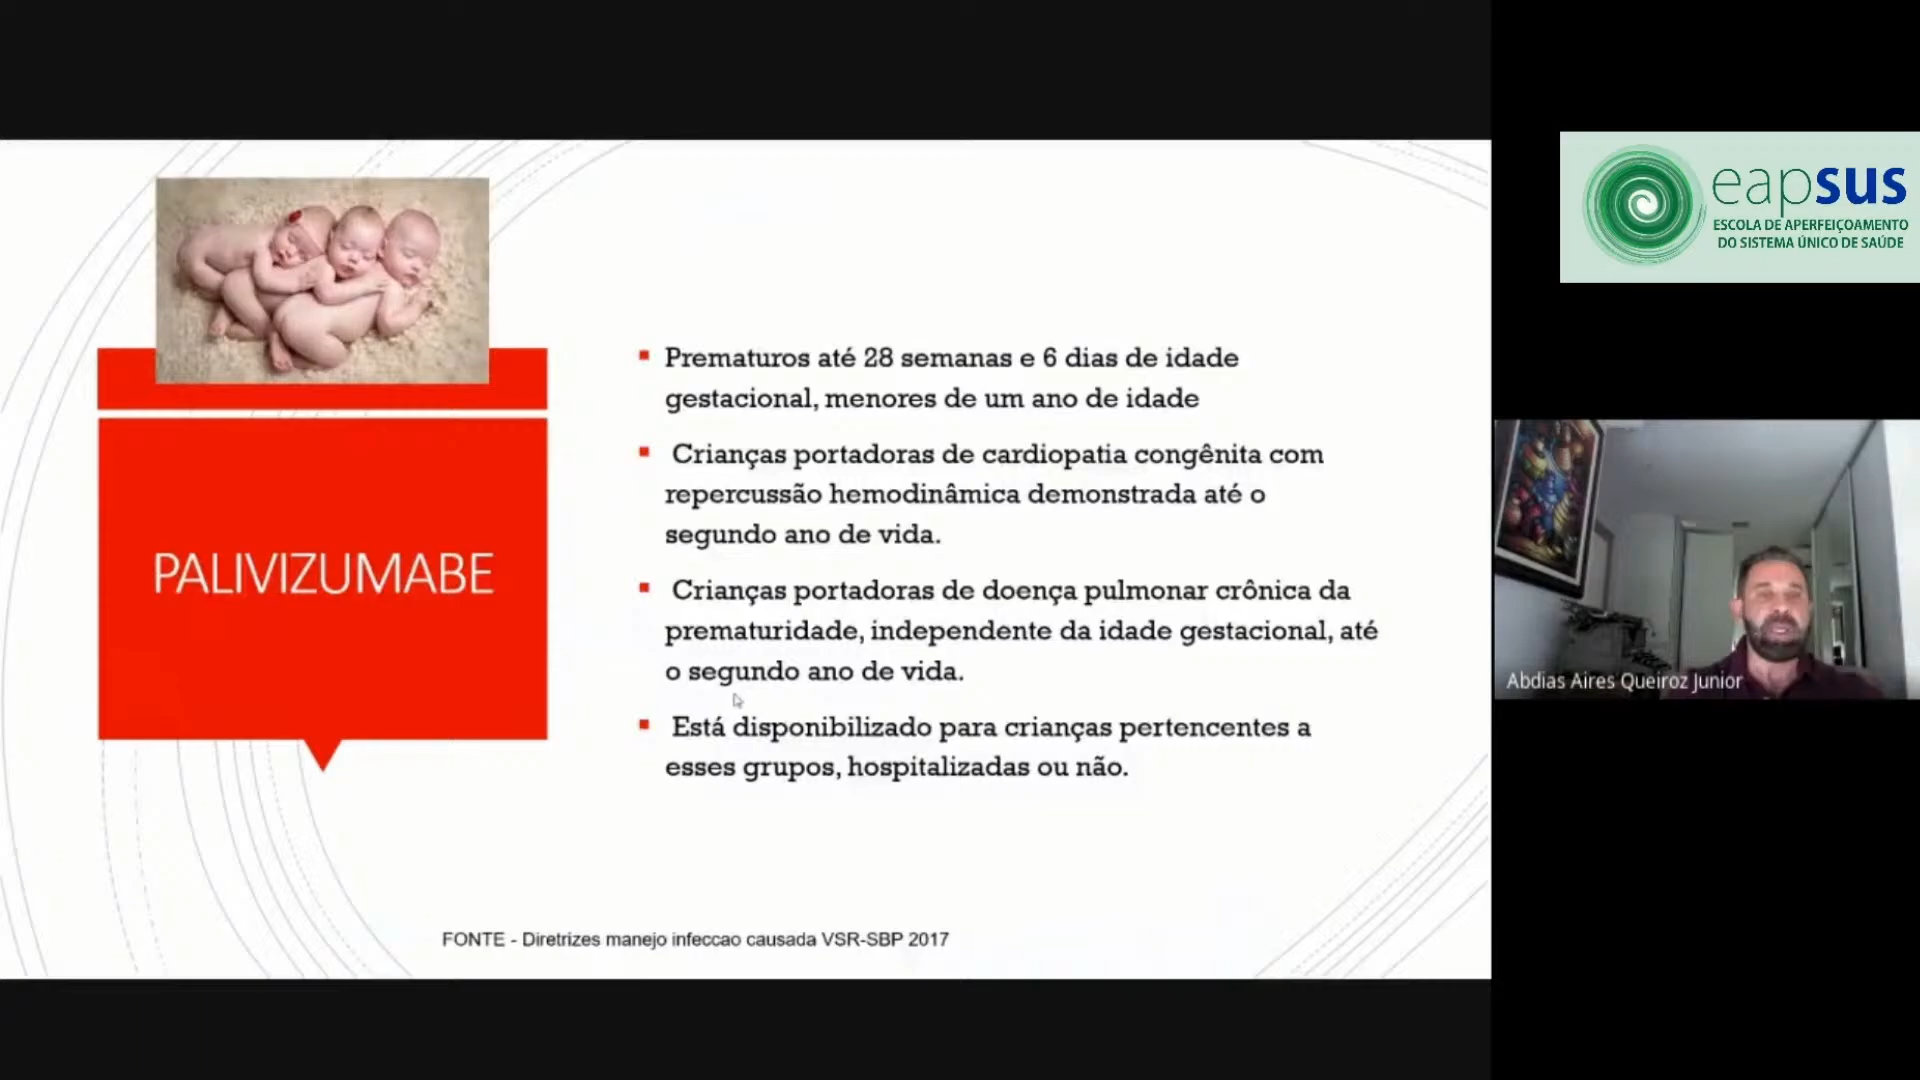 PALIVIZUMABE
Prematuros até 28 semanas e 6 dias de idade
gestacional, menores de um ano de idade
Crianças portadoras de cardiopatia congênita com
repercussão hemodinâmica demonstrada até o
segundo ano de vida.
Crianças portadoras de doença pulmonar crônica da
prematuridade, independente da idade gestacional, até
o segundo ano de vida.
Está disponibilizado para crianças pertencentes a
esses grupos, hospitalizadas ou não.
FONTE - Diretrizes manejo infeccao causada VSR-SBP 2017
eapsus
ESCOLA DE APERFEIÇOAMENTO
DO SISTEMA ÚNICO DE SAÚDE
Abdias Aires Queiroz Junior